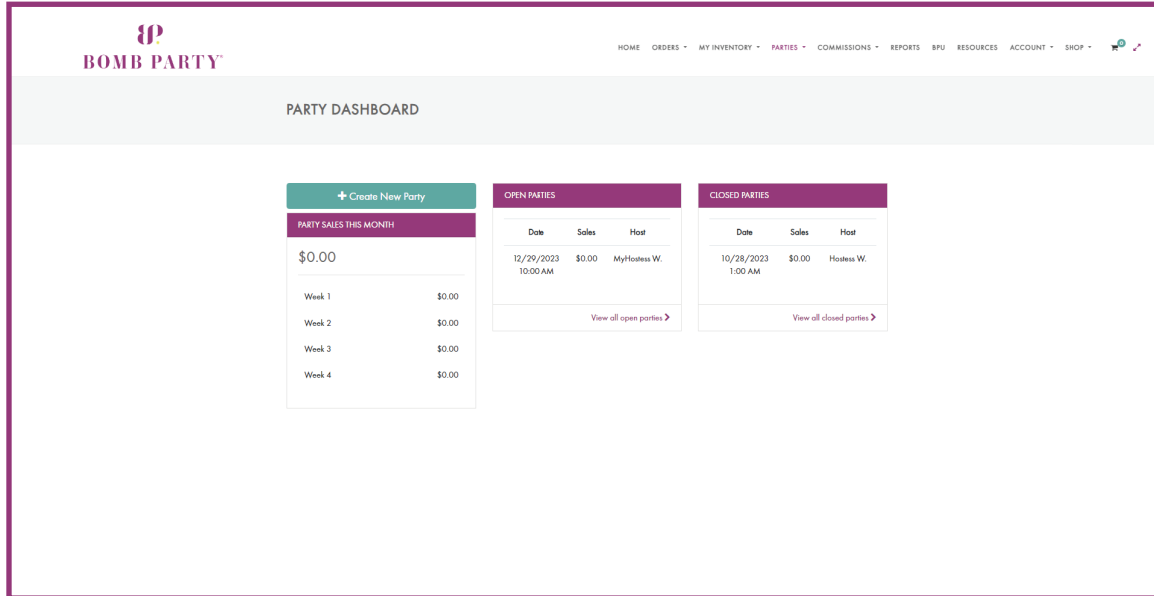 BP
BOMB PARTY
HOME ORDERS MY INVENTORY PARTIES COMMISSIONS REPORTS BPU RESOURCES ACCOUNT SHOP 0
PARTY DASHBOARD
+ Create New Party
PARTY SALES THIS MONTH
$0.00
Week 1 $0.00
Week 2 $0.00
Week 3 $0.00
Week 4 $0.00
OPEN PARTIES
Date Sales Host
12/29/2023 $0.00 MyHostess W.
10:00 AM
View all open parties
CLOSED PARTIES
Date Sales Host
10/28/2023 $0.00 Hostess W.
1:00 AM
View all closed parties